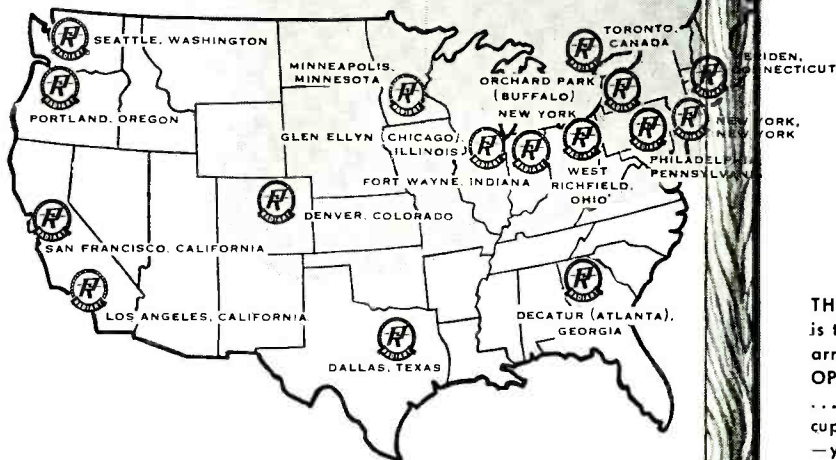 SEATTLE, WASHINGTON
PORTLAND, OREGON
MINNEAPOLIS,
MINNESOTA
TORONTO,
CANADA
ORCHARD PARK
(BUFFALO)
NEW YORK
CONNECTICUT
NEW YORK,
NEW YORK
GLEN ELLYN (CHICAGO),
ILLINOIS
FORT WAYNE, INDIANA
WEST
RICHFIELD,
OHIO
PHILADELPHIA
PENNSYLVANIA
DENVER, COLORADO
SAN FRANCISCO, CALIFORNIA
LOS ANGELES, CALIFORNIA
DALLAS, TEXAS
DECATUR (ATLANTA),
GEORGIA
TH
is t
arr
OP
...
cup
—y